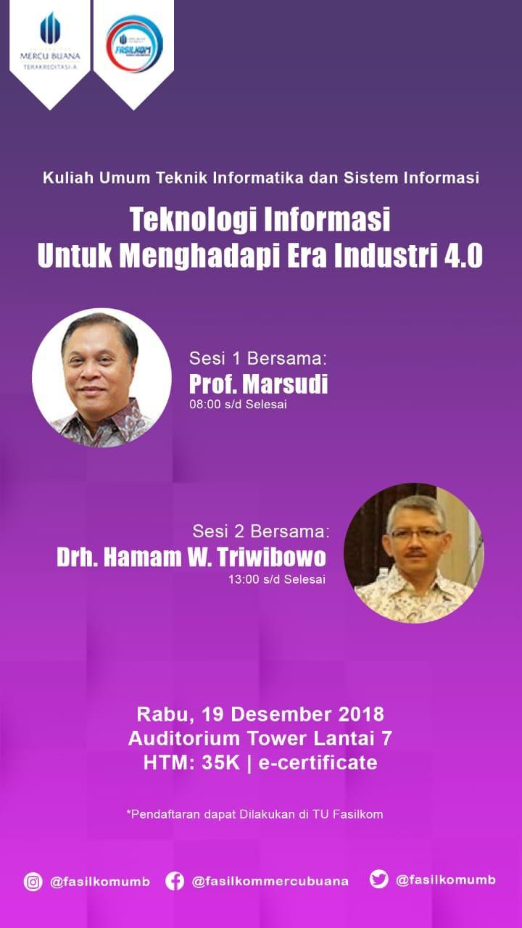 MERCU BUANA
TERAKREDITASI A
FASILKOM
Kuliah Umum Teknik Informatika dan Sistem Informasi
Teknologi Informasi
Untuk Menghadapi Era Industri 4.0
Sesi 1 Bersama:
Prof. Marsudi
08:00 s/d Selesai
Sesi 2 Bersama:
Drh. Hamam W. Triwibowo
13:00 s/d Selesai
Rabu, 19 Desember 2018
Auditorium Tower Lantai 7
HTM: 35K | e-certificate
*Pendaftaran dapat Dilakukan di TU Fasilkom
@fasilkomumb @fasilkommercubuana @fasilkomumb